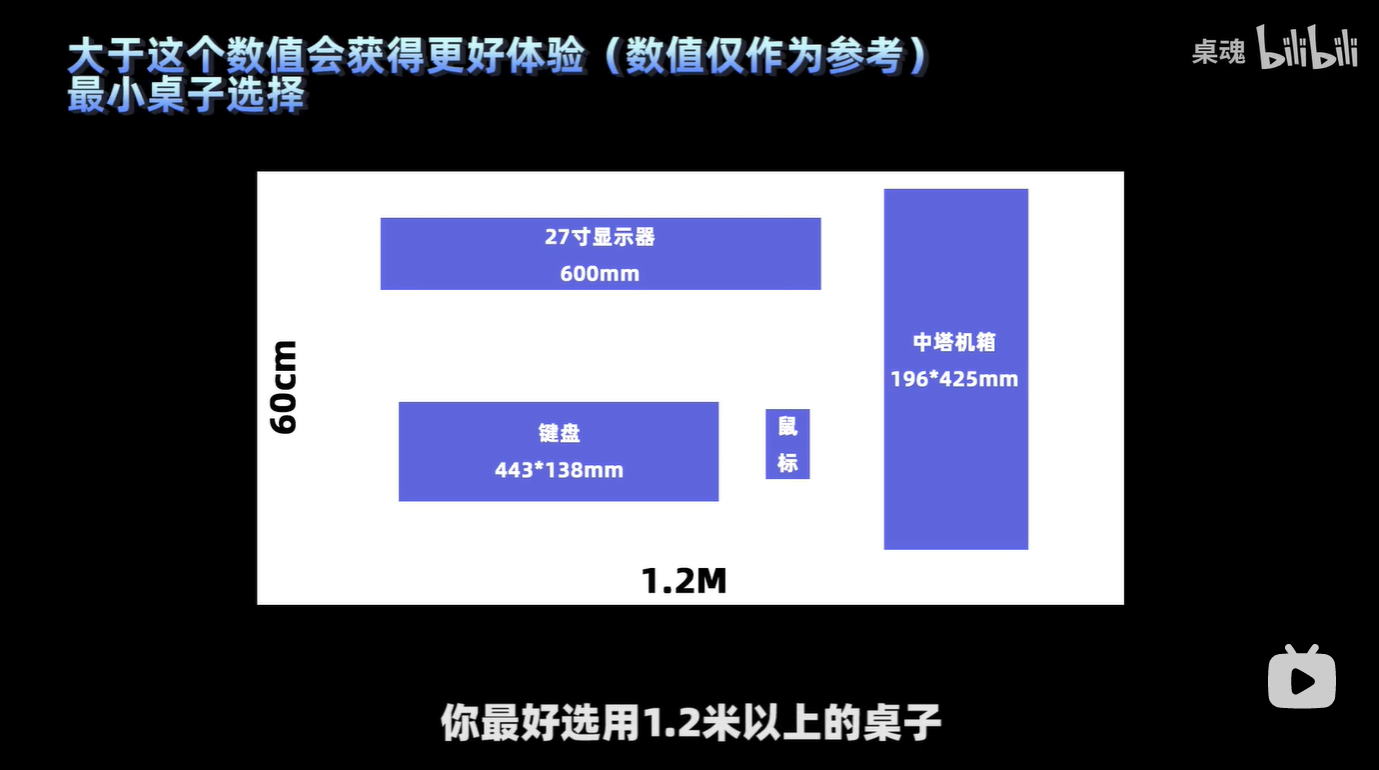 大于这个数值会获得更好体验（数值仅作为参考）
最小桌子选择
桌魂 bilibili
27寸显示器
600mm
中塔机箱
196*425mm
60cm
键盘
443*138mm
鼠
标
1.2M
你最好选用1.2米以上的桌子